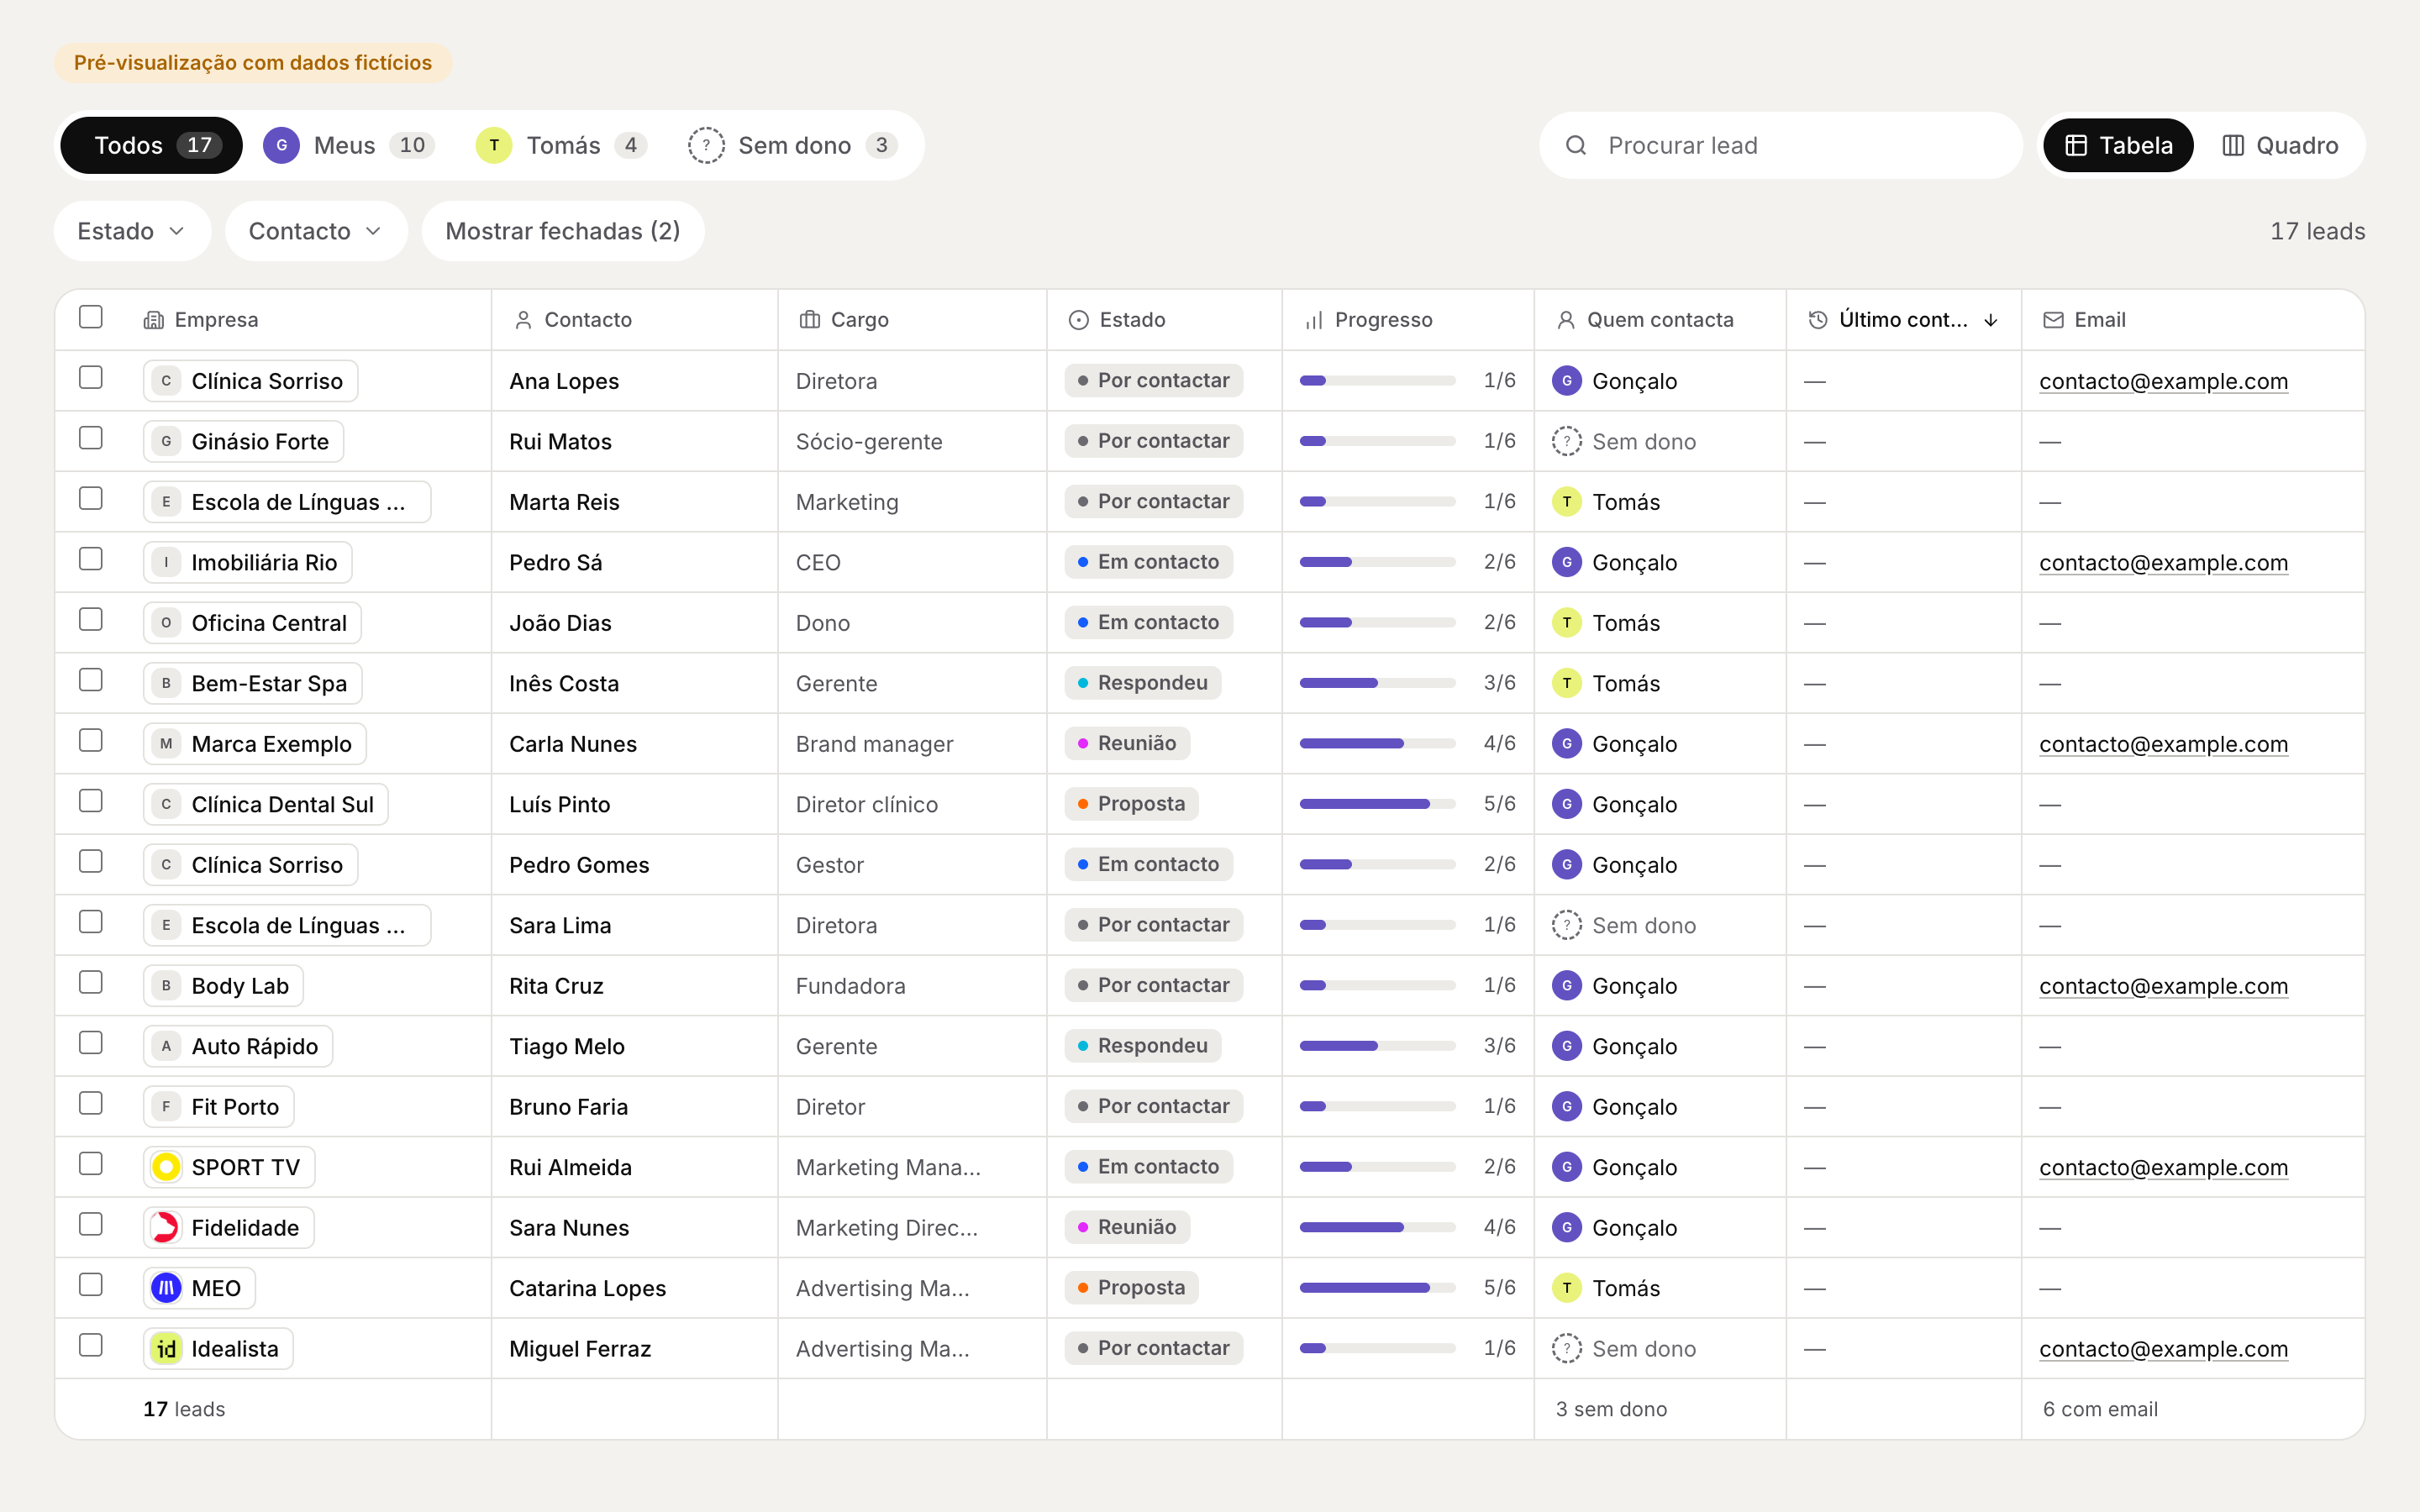 Pré-visualização com dados fictícios
Todos 17 G Meus 10 T Tomás 4 ? Sem dono 3 Procurar lead Tabela Quadro
Estado Contacto Mostrar fechadas (2) 17 leads
Empresa Contacto Cargo Estado Progresso Quem contacta Último cont... Email
C Clínica Sorriso Ana Lopes Diretora Por contactar 1/6 G Gonçalo — contacto@example.com
G Ginásio Forte Rui Matos Sócio-gerente Por contactar 1/6 ? Sem dono — —
E Escola de Línguas ... Marta Reis Marketing Por contactar 1/6 T Tomás — —
I Imobiliária Rio Pedro Sá CEO Em contacto 2/6 G Gonçalo — contacto@example.com
O Oficina Central João Dias Dono Em contacto 2/6 T Tomás — —
B Bem-Estar Spa Inês Costa Gerente Respondeu 3/6 T Tomás — —
M Marca Exemplo Carla Nunes Brand manager Reunião 4/6 G Gonçalo — contacto@example.com
C Clínica Dental Sul Luís Pinto Diretor clínico Proposta 5/6 G Gonçalo — —
C Clínica Sorriso Pedro Gomes Gestor Em contacto 2/6 G Gonçalo — —
E Escola de Línguas ... Sara Lima Diretora Por contactar 1/6 ? Sem dono — —
B Body Lab Rita Cruz Fundadora Por contactar 1/6 G Gonçalo — contacto@example.com
A Auto Rápido Tiago Melo Gerente Respondeu 3/6 G Gonçalo — —
F Fit Porto Bruno Faria Diretor Por contactar 1/6 G Gonçalo — —
SPORT TV Rui Almeida Marketing Mana... Em contacto 2/6 G Gonçalo — contacto@example.com
Fidelidade Sara Nunes Marketing Direc... Reunião 4/6 G Gonçalo — —
MEO Catarina Lopes Advertising Ma... Proposta 5/6 T Tomás — —
id Idealista Miguel Ferraz Advertising Ma... Por contactar 1/6 ? Sem dono — contacto@example.com
17 leads 3 sem dono 6 com email